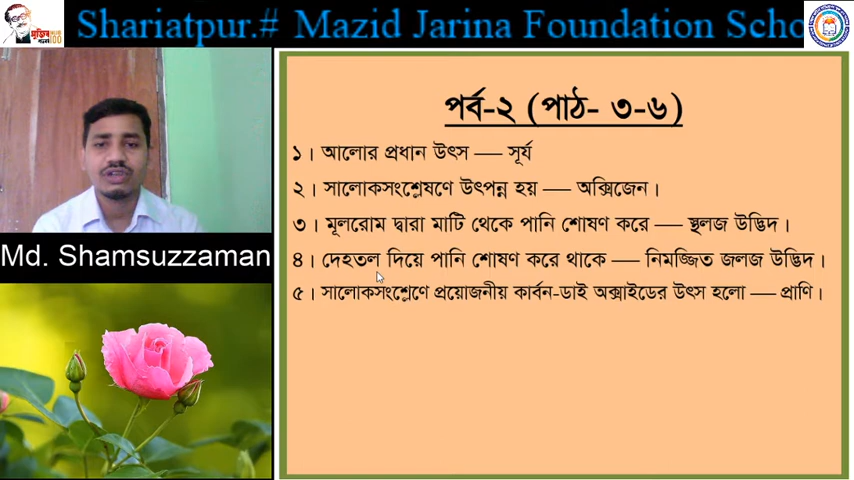 Shariatpur.# Mazid Jarina Foundation Scho
পর্ব-২ (পাঠ- ৩-৬)
১। আলোর প্রধান উৎস — সূর্য
২। সালোকসংশ্লেষণে উৎপন্ন হয় — অক্সিজেন।
৩। মূলরোম দ্বারা মাটি থেকে পানি শোষণ করে — স্থলজ উদ্ভিদ।
৪। দেহতল দিয়ে পানি শোষণ করে থাকে — নিমজ্জিত জলজ উদ্ভিদ।
৫। সালোকসংশ্লেণে প্রয়োজনীয় কার্বন-ডাই অক্সাইডের উৎস হলো — প্রাণি।
Md. Shamsuzzaman